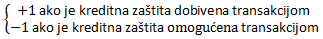 +1 ako je kreditna zaštita dobivena transakcijom
−1 ako je kreditna zaštita omogućena transakcijom